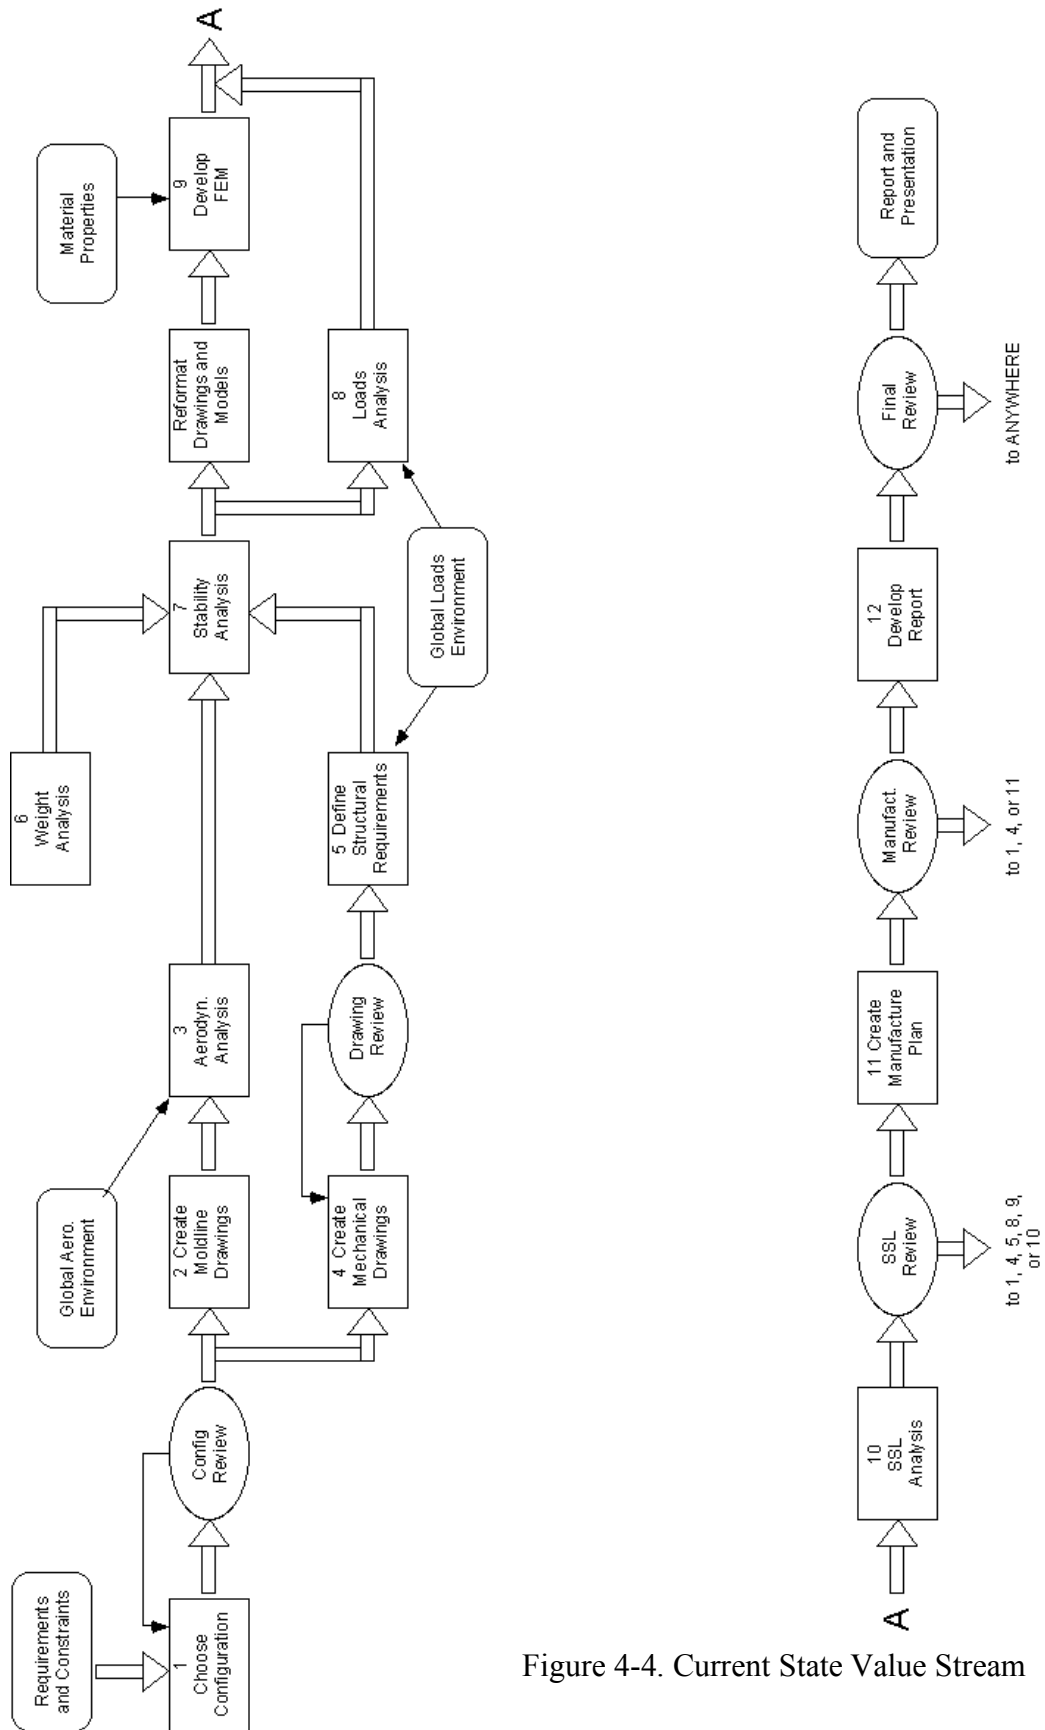 Requirements
and Constraints
1
Choose
Configuration
Config
Review
Global Aero.
Environment
2 Create
Moldline
Drawings
3
Aerodyn.
Analysis
4 Create
Mechanical
Drawings
Drawing
Review
5 Define
Structural
Requirements
6
Weight
Analysis
7
Stability
Analysis
Global Loads
Environment
Reformat
Drawings and
Models
8
Loads
Analysis
Material
Properties
9
Develop
FEM
A
A
10
SSL
Analysis
SSL
Review
to 1, 4, 5, 8, 9,
or 10
11 Create
Manufacture
Plan
Manufact.
Review
to 1, 4, or 11
12
Develop
Report
Final
Review
to ANYWHERE
Report and
Presentation
Figure 4-4. Current State Value Stream